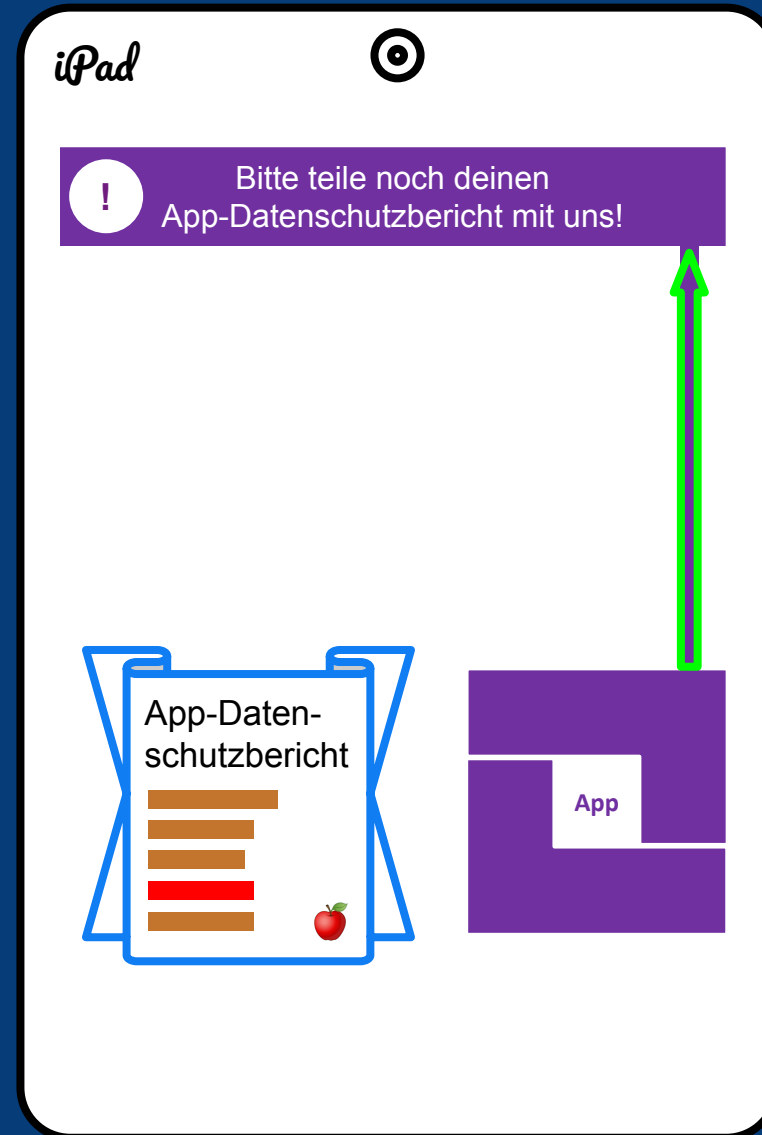 iPad
!
Bitte teile noch deinen
App-Datenschutzbericht mit uns!
App-Daten-
schutzbericht
App